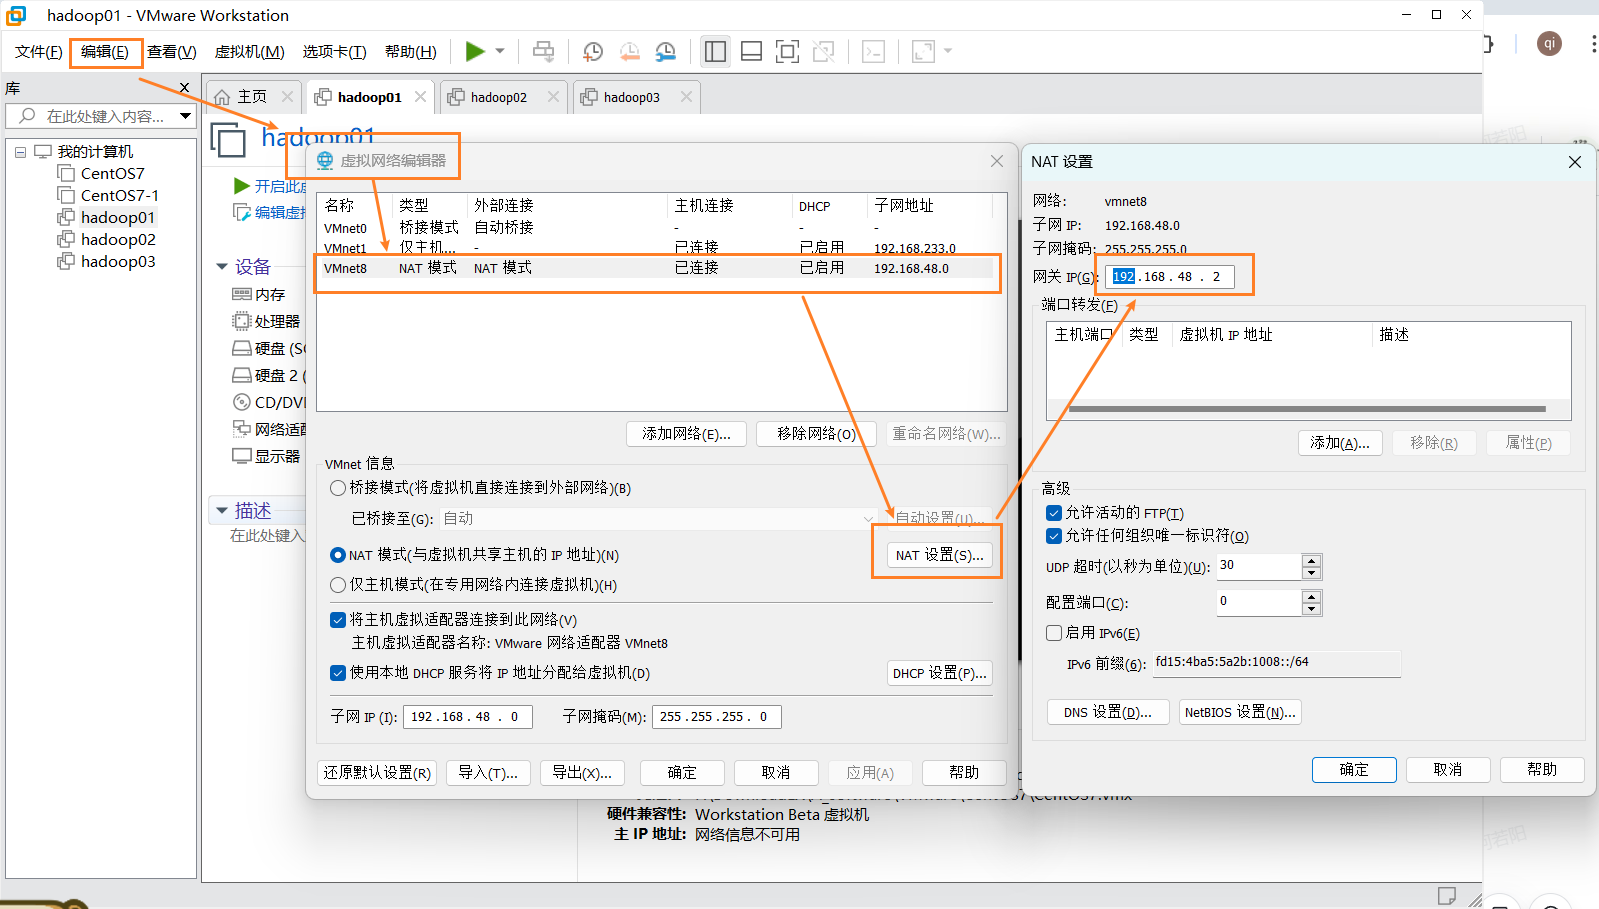 hadoop01 - VMware Workstation
文件(F) 编辑(E) 查看(V) 虚拟机(M) 选项卡(T) 帮助(H)
qi
库
在此处键入内容...
我的计算机
CentOS7
CentOS7-1
hadoop01
hadoop02
hadoop03
主页 hadoop01 hadoop02 hadoop03
hadoop01
开启此虚
编辑虚拟
设备
内存
处理器
硬盘 (SC
硬盘 2 (
CD/DVD
网络适配
显示器
描述
在此处键入
虚拟网络编辑器
名称 类型 外部连接 主机连接 DHCP 子网地址
VMnet0 桥接模式 自动桥接 - - -
VMnet1 仅主机... - 已连接 已启用 192.168.233.0
VMnet8 NAT 模式 NAT 模式 已连接 已启用 192.168.48.0
添加网络(E)... 移除网络(O) 重命名网络(W)...
VMnet 信息
桥接模式(将虚拟机直接连接到外部网络)(B)
已桥接至(G): 自动 自动设置(U)...
NAT 模式(与虚拟机共享主机的 IP 地址)(N) NAT 设置(S)...
仅主机模式(在专用网络内连接虚拟机)(H)
将主机虚拟适配器连接到此网络(V)
主机虚拟适配器名称: VMware 网络适配器 VMnet8
使用本地 DHCP 服务将 IP 地址分配给虚拟机(D) DHCP 设置(P)...
子网 IP (I): 192.168.48.0 子网掩码(M): 255.255.255.0
还原默认设置(R) 导入(T)... 导出(X)... 确定 取消 应用(A) 帮助
硬件兼容性: Workstation Beta 虚拟机
主 IP 地址: 网络信息不可用
NAT 设置
网络: vmnet8
子网 IP: 192.168.48.0
子网掩码: 255.255.255.0
网关 IP(G): 192.168.48.2
端口转发(F)
主机端口 类型 虚拟机 IP 地址 描述
添加(A)... 移除(R) 属性(P)
高级
允许活动的 FTP(T)
允许任何组织唯一标识符(O)
UDP 超时(以秒为单位)(U): 30
配置端口(C): 0
启用 IPv6(E)
IPv6 前缀(6): fd15:4ba5:5a2b:1008::/64
DNS 设置(D)... NetBIOS 设置(N)...
确定 取消 帮助